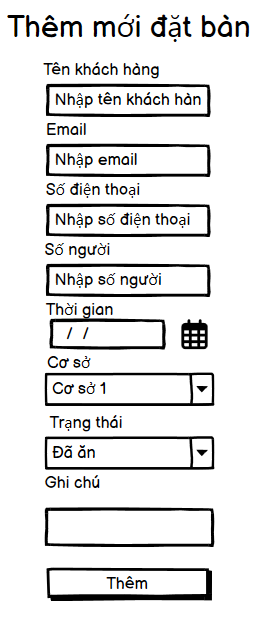 Thêm mới đặt bàn
Tên khách hàng
Nhập tên khách hàn
Email
Nhập email
Số điện thoại
Nhập số điện thoại
Số người
Nhập số người
Thời gian
/ /
Cơ sở
Cơ sở 1
Trạng thái
Đã ăn
Ghi chú
Thêm